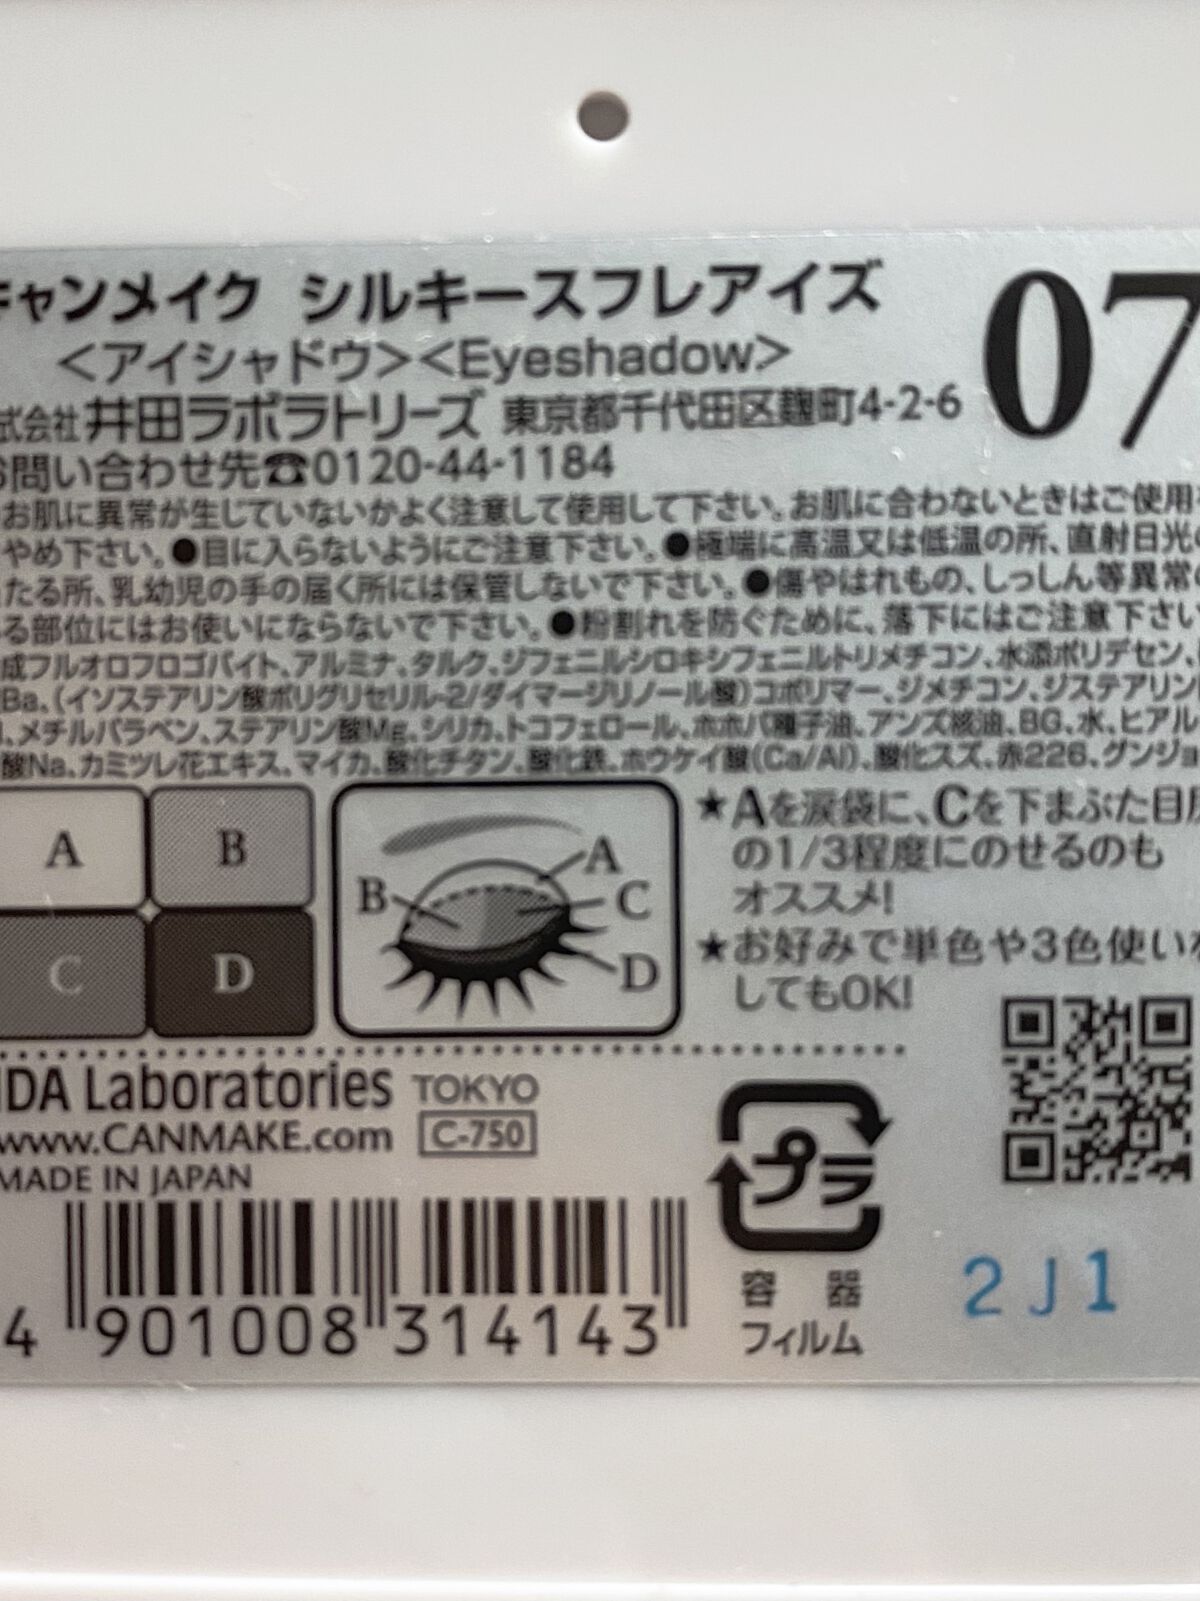 キャンメイク シルキースフレアイズ 07
<アイシャドウ><Eyeshadow>
式会社 井田ラボラトリーズ 東京都千代田区麹町4-2-6
お問い合わせ先☎0120-44-1184
お肌に異常が生じていないかよく注意して使用して下さい。お肌に合わないときはご使用
やめ下さい。●目に入らないようにご注意下さい。●極端に高温又は低温の所、直射日光の
たる所、乳幼児の手の届く所には保管しないで下さい。●傷やはれもの、しっしん等異常の
る部位にはお使いにならないで下さい。●粉割れを防ぐために、落下にはご注意下さい
成フルオロフロゴパイト、アルミナ、タルク、ジフェニルシロキシフェニルトリメチコン、水添ポリデセン、
Ba、(イソステアリン酸ポリグリセリル-2/ダイマージリノール酸)コポリマー、ジメチコン、ジステアリン
、メチルパラベン、ステアリン酸Mg、シリカ、トコフェロール、ホホバ種子油、アンズ核油、BG、水、ヒアル
酸Na、カミツレ花エキス、マイカ、酸化チタン、酸化鉄、ホウケイ酸(Ca/Al)、酸化スズ、赤226、グンジョ
A B
C D
A
B C
D
★Aを涙袋に、Cを下まぶた目尻
の1/3程度にのせるのも
オススメ!
★お好みで単色や3色使いな
してもOK!
IDA Laboratories TOKYO
www.CANMAKE.com C-750
MADE IN JAPAN
プラ
容器
フィルム
2J1
4 901008 314143